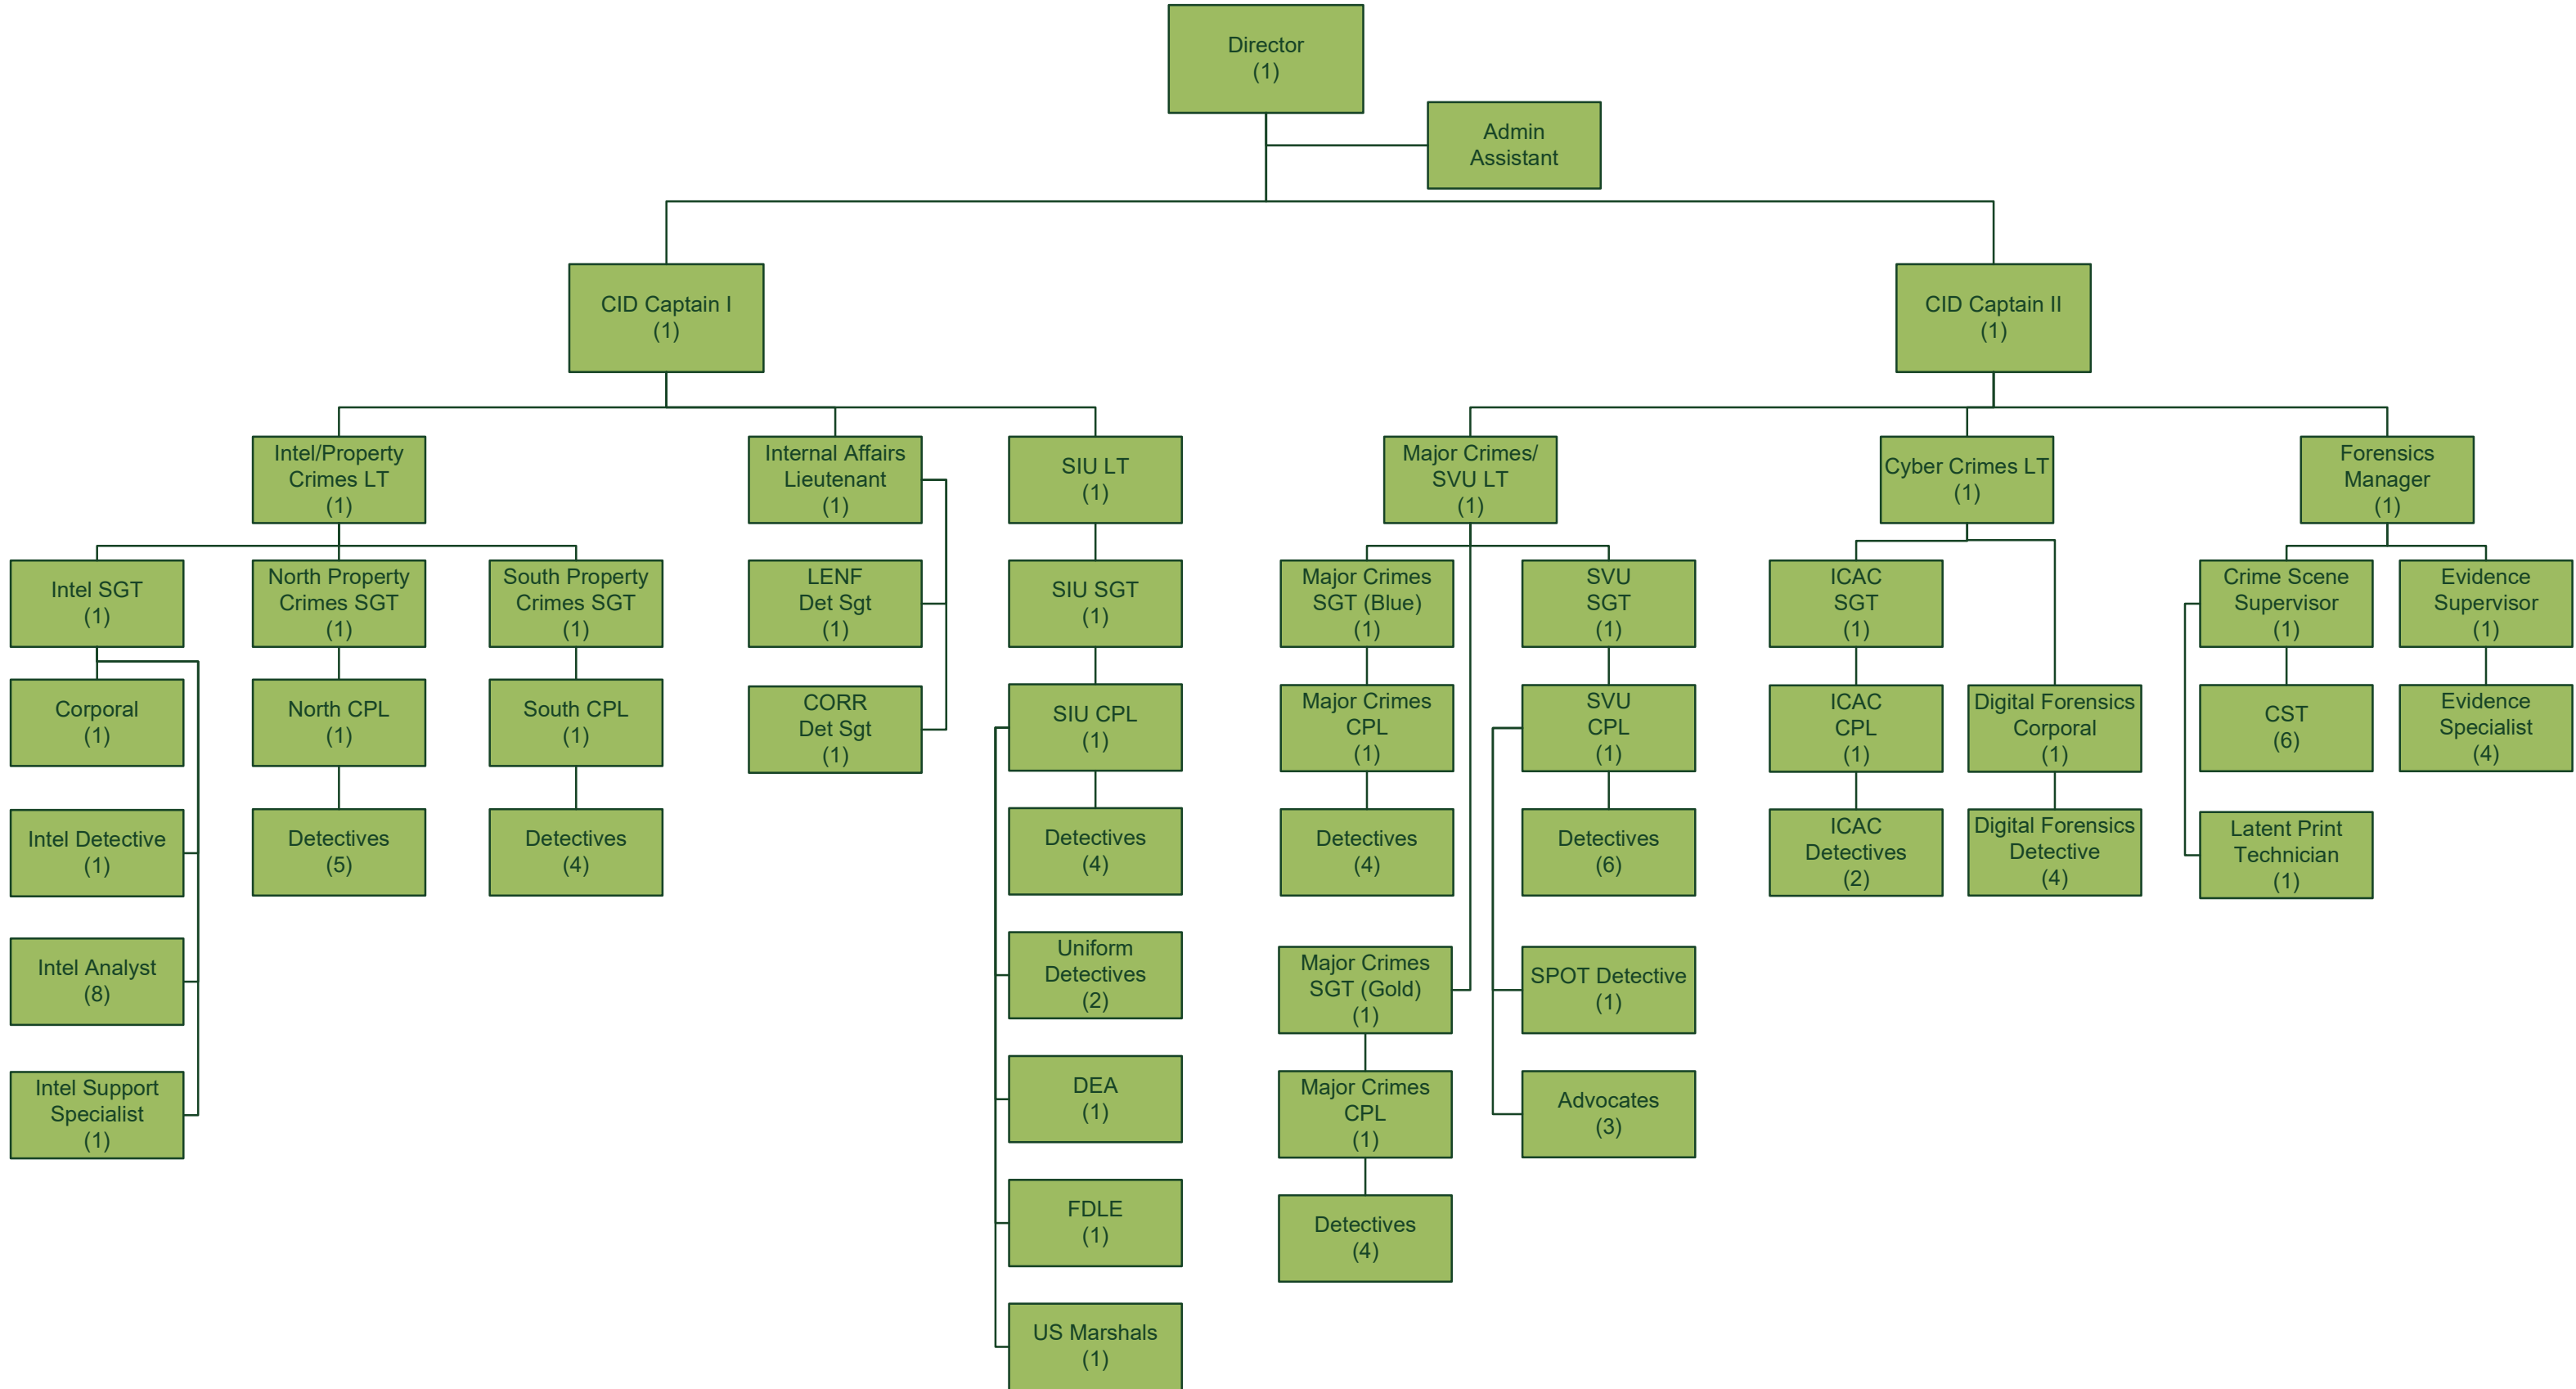 Director
(1)
Admin
Assistant
CID Captain I
(1)
CID Captain II
(1)
Intel/Property
Crimes LT
(1)
Internal Affairs
Lieutenant
(1)
SIU LT
(1)
Major Crimes/
SVU LT
(1)
Cyber Crimes LT
(1)
Forensics
Manager
(1)
Intel SGT
(1)
North Property
Crimes SGT
(1)
South Property
Crimes SGT
(1)
LENF
Det Sgt
(1)
SIU SGT
(1)
Major Crimes
SGT (Blue)
(1)
SVU
SGT
(1)
ICAC
SGT
(1)
Crime Scene
Supervisor
(1)
Evidence
Supervisor
(1)
Corporal
(1)
North CPL
(1)
South CPL
(1)
CORR
Det Sgt
(1)
SIU CPL
(1)
Major Crimes
CPL
(1)
SVU
CPL
(1)
ICAC
CPL
(1)
Digital Forensics
Corporal
(1)
CST
(6)
Evidence
Specialist
(4)
Intel Detective
(1)
Detectives
(5)
Detectives
(4)
Detectives
(4)
Detectives
(4)
Detectives
(6)
ICAC
Detectives
(2)
Digital Forensics
Detective
(4)
Latent Print
Technician
(1)
Intel Analyst
(8)
Uniform
Detectives
(2)
Major Crimes
SGT (Gold)
(1)
SPOT Detective
(1)
Intel Support
Specialist
(1)
DEA
(1)
Major Crimes
CPL
(1)
Advocates
(3)
FDLE
(1)
Detectives
(4)
US Marshals
(1)